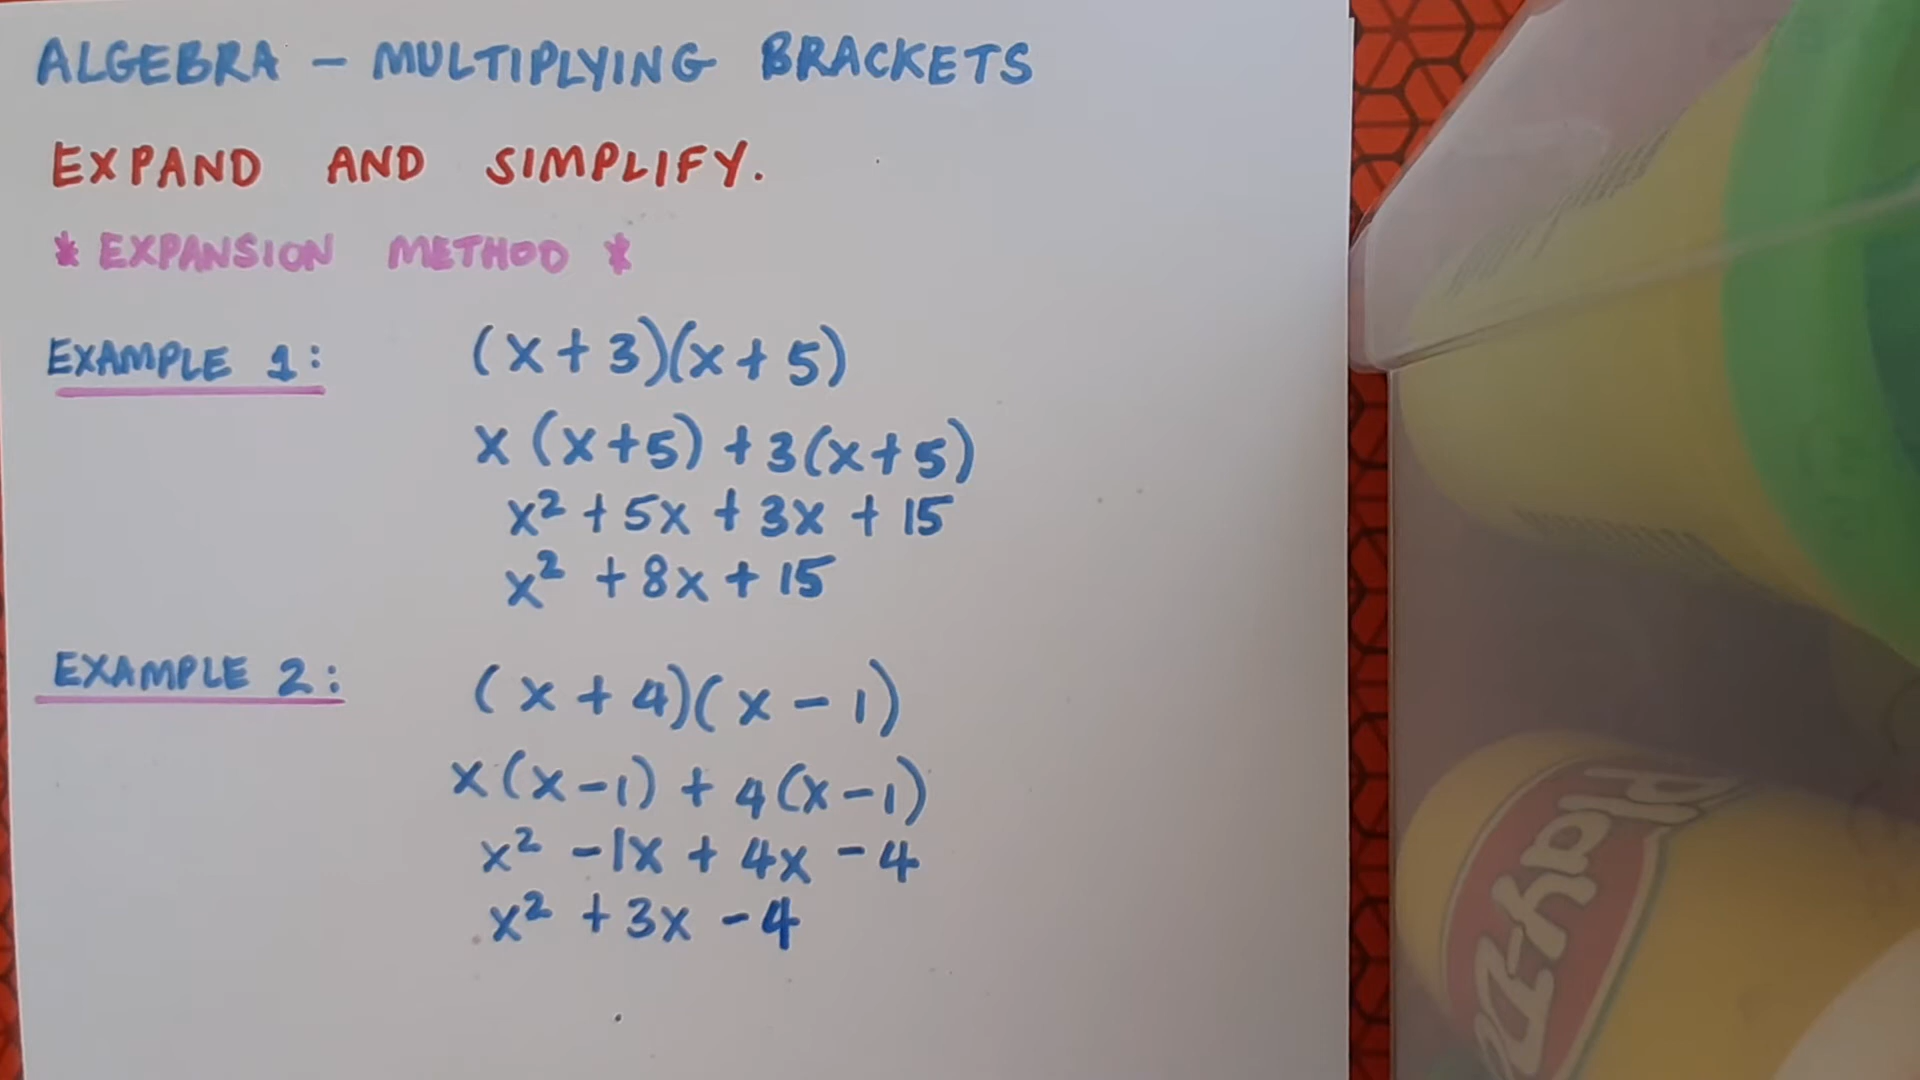 ALGEBRA – MULTIPLYING BRACKETS
EXPAND AND SIMPLIFY.
* EXPANSION METHOD *
EXAMPLE 1: (x + 3)(x + 5)
x (x+5) + 3(x+5)
x² + 5x + 3x + 15
x² + 8x + 15
EXAMPLE 2: (x + 4)(x - 1)
x(x-1) + 4(x-1)
x² - 1x + 4x - 4
x² + 3x - 4
Play-D